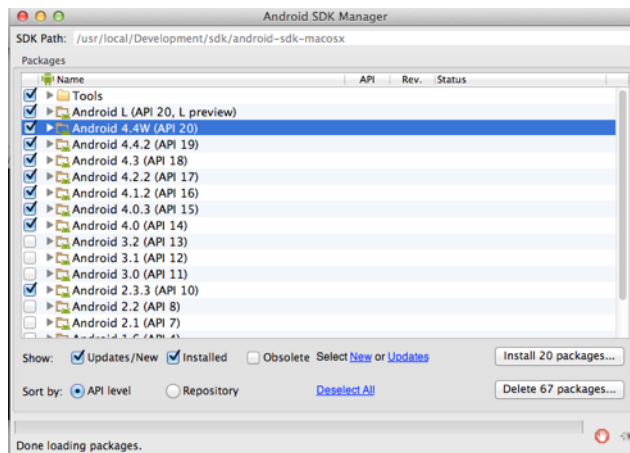 Android SDK Manager
SDK Path: /usr/local/Development/sdk/android-sdk-macosx
Packages
Name API Rev. Status
Tools
Android L (API 20, L preview)
Android 4.4W (API 20)
Android 4.4.2 (API 19)
Android 4.3 (API 18)
Android 4.2.2 (API 17)
Android 4.1.2 (API 16)
Android 4.0.3 (API 15)
Android 4.0 (API 14)
Android 3.2 (API 13)
Android 3.1 (API 12)
Android 3.0 (API 11)
Android 2.3.3 (API 10)
Android 2.2 (API 8)
Android 2.1 (API 7)
Android 1.6 (API 4)
Show: Updates/New Installed Obsolete Select New or Updates Install 20 packages...
Sort by: API level Repository Deselect All Delete 67 packages...
Done loading packages.